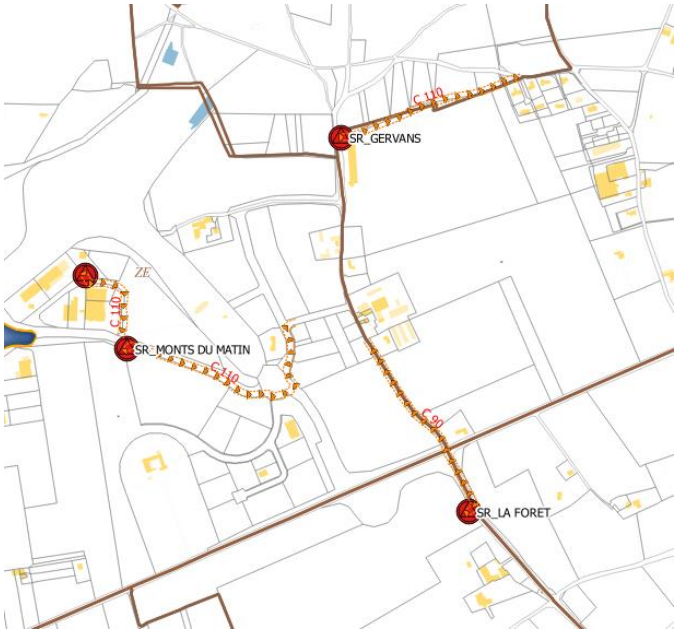 C 110
SR_GERVANS
ZE
C 110
SR_MONTS DU MATIN
C 110
C 90
SR_LA FORET